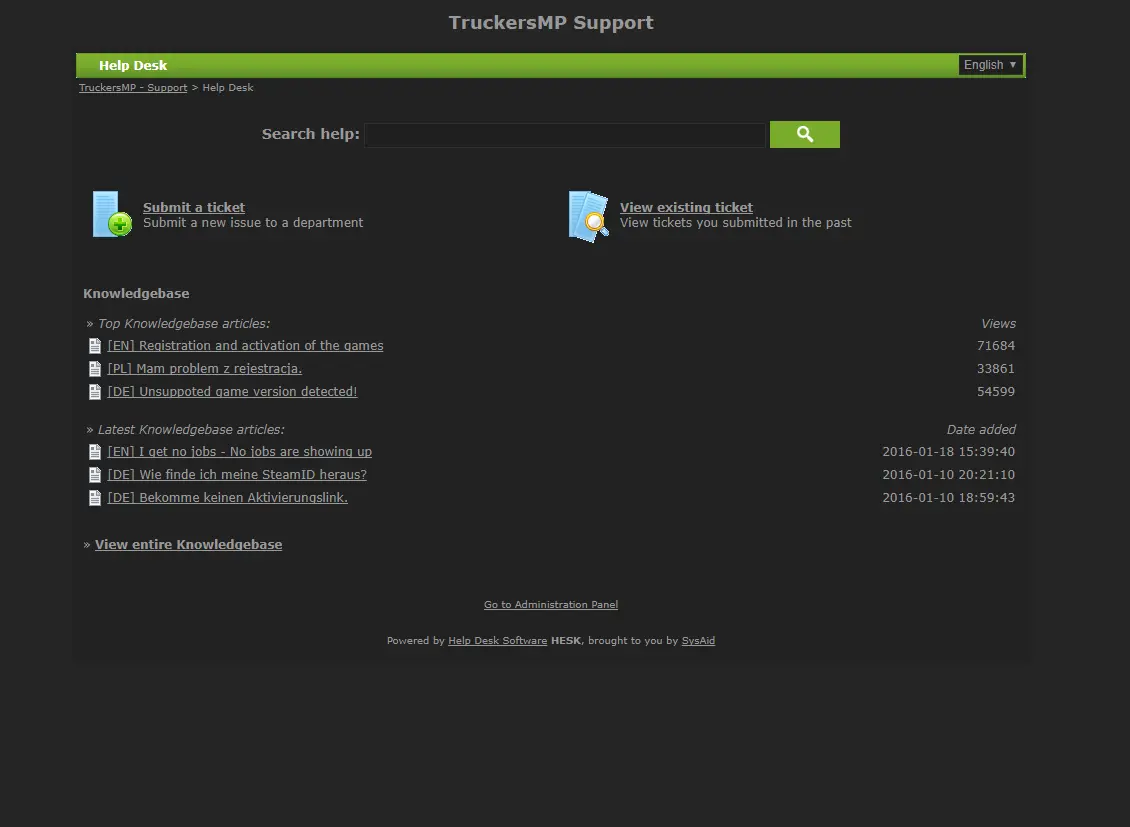 TruckersMP Support
Help Desk
English ▼
TruckersMP - Support > Help Desk
Search help:
Submit a ticket
Submit a new issue to a department
View existing ticket
View tickets you submitted in the past
Knowledgebase
» Top Knowledgebase articles: Views
[EN] Registration and activation of the games 71684
[PL] Mam problem z rejestracja. 33861
[DE] Unsuppoted game version detected! 54599
» Latest Knowledgebase articles: Date added
[EN] I get no jobs - No jobs are showing up 2016-01-18 15:39:40
[DE] Wie finde ich meine SteamID heraus? 2016-01-10 20:21:10
[DE] Bekomme keinen Aktivierungslink. 2016-01-10 18:59:43
» View entire Knowledgebase
Go to Administration Panel
Powered by Help Desk Software HESK, brought to you by SysAid